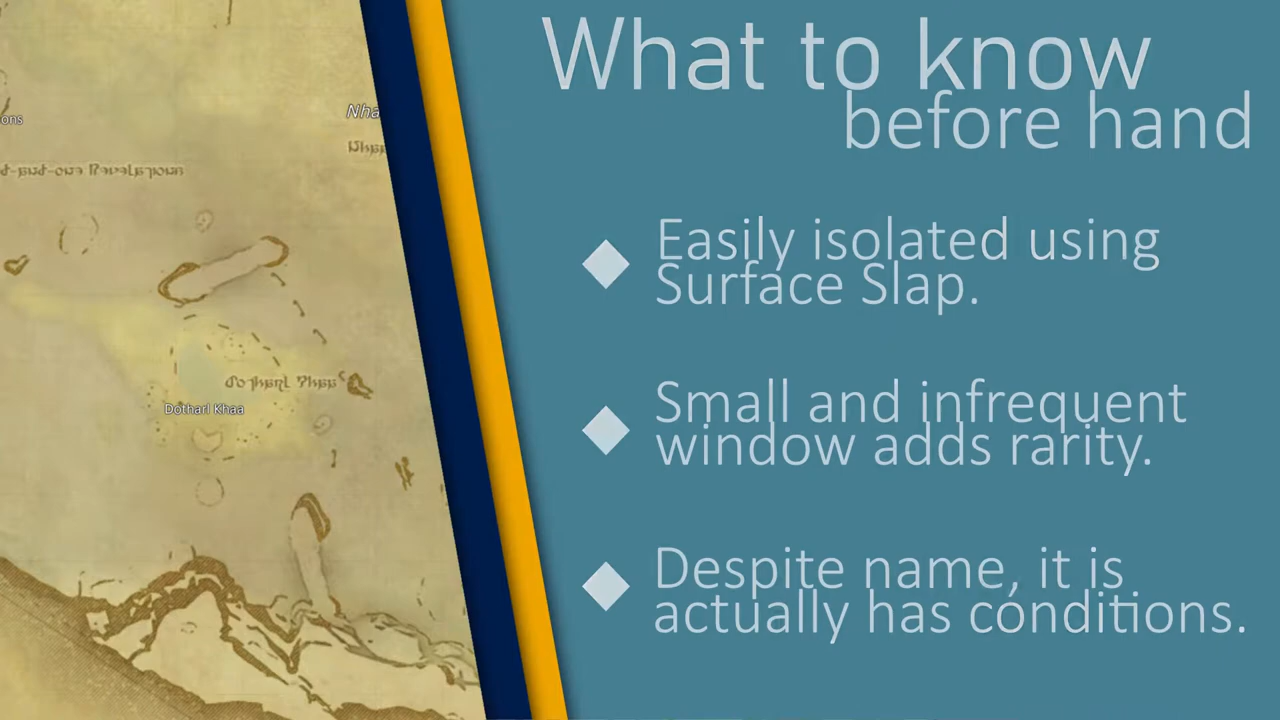 What to know
before hand
Easily isolated using
Surface Slap.
Small and infrequent
window adds rarity.
Despite name, it is
actually has conditions.
ons
Nha
Dotharl Khaa